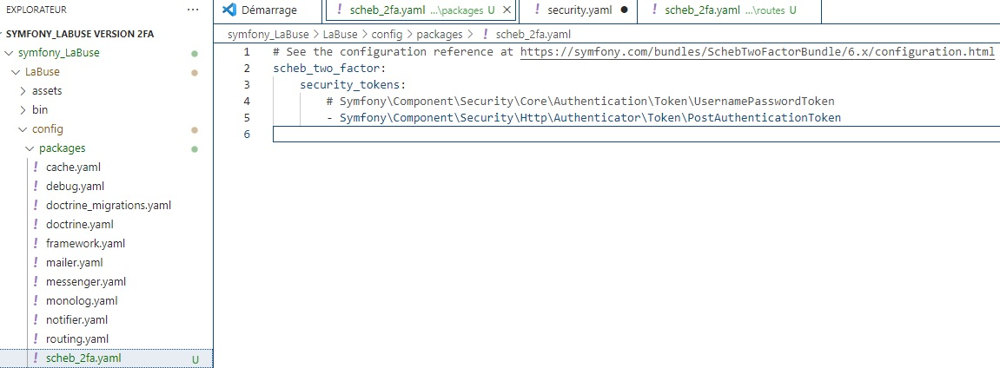 EXPLORATEUR ···
SYMFONY_LABUSE VERSION 2FA
symfony_LaBuse
LaBuse
assets
bin
config
packages
! cache.yaml
! debug.yaml
! doctrine_migrations.yaml
! doctrine.yaml
! framework.yaml
! mailer.yaml
! messenger.yaml
! monolog.yaml
! notifier.yaml
! routing.yaml
! scheb_2fa.yaml U
Démarrage
! scheb_2fa.yaml ...\packages U ×
! security.yaml ●
! scheb_2fa.yaml ...\routes U
symfony_LaBuse > LaBuse > config > packages > ! scheb_2fa.yaml
1 # See the configuration reference at https://symfony.com/bundles/SchebTwoFactorBundle/6.x/configuration.html
2 scheb_two_factor:
3 security_tokens:
4 # Symfony\Component\Security\Core\Authentication\Token\UsernamePasswordToken
5 - Symfony\Component\Security\Http\Authenticator\Token\PostAuthenticationToken
6